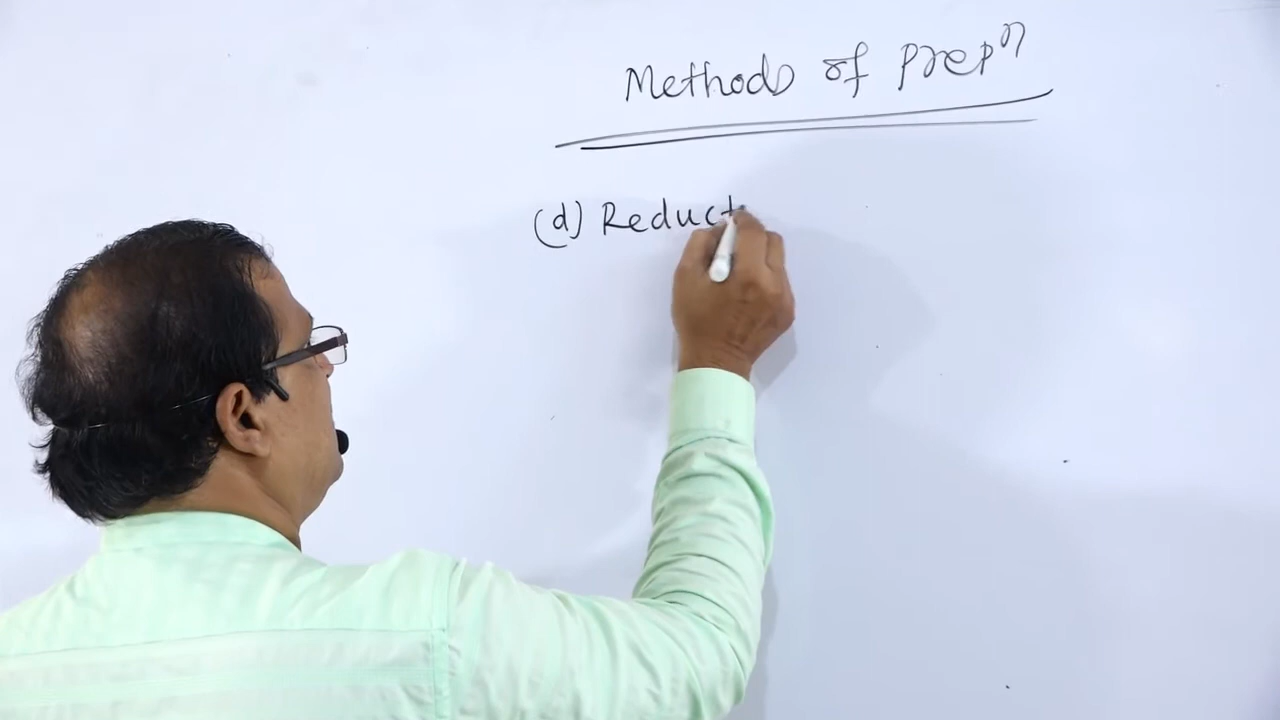 Methods of Prepⁿ
(d) Reduct